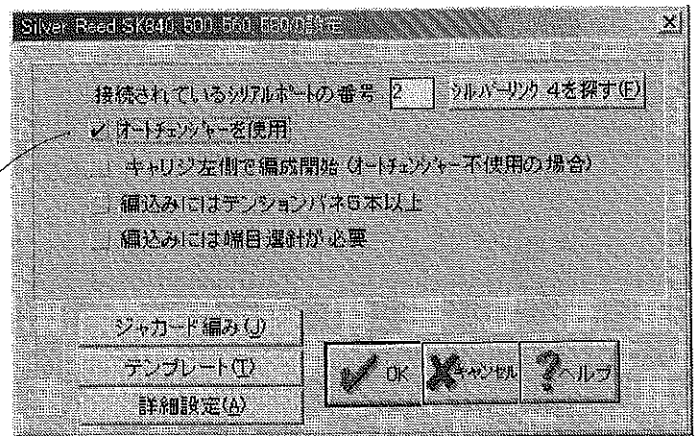 Silver Reed SK840, 600, 560, 580の設定
接続されているシリアルポートの番号 2 シルバーリンク 4を探す(F)
✓ オートチェンジャーを使用
キャリジ左側で編成開始 (オートチェンジャー不使用の場合)
編込みにはテンションバネ5本以上
編込みには端目選針が必要
ジャカード編み(J)
テンプレート(T)
詳細設定(A)
OK キャンセル ヘルプ